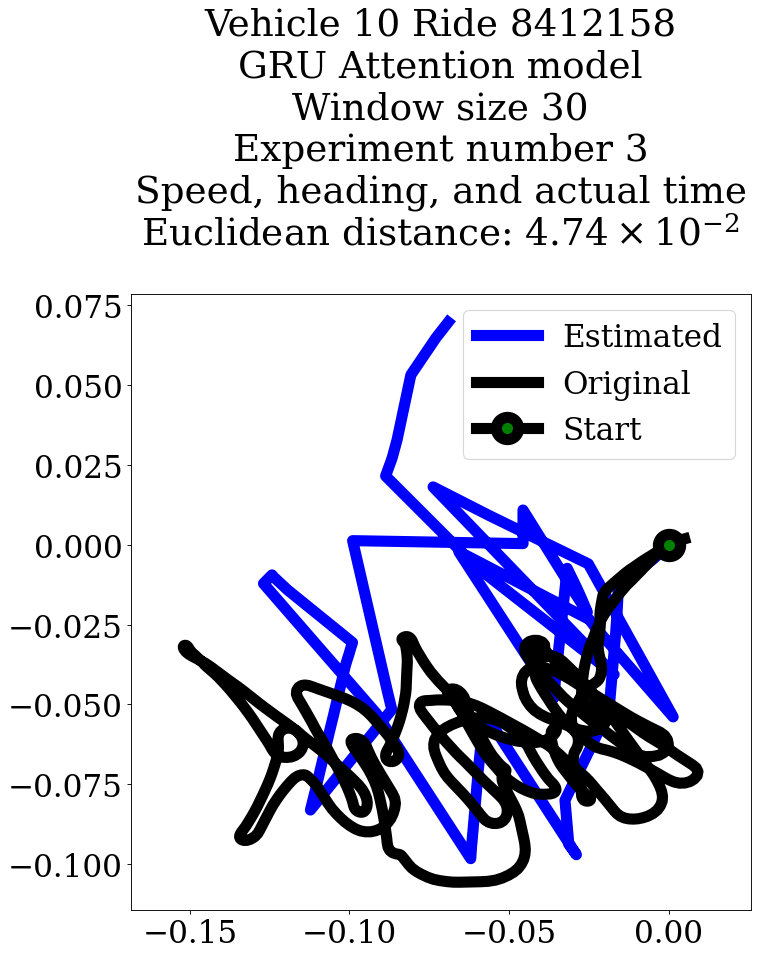 Vehicle 10 Ride 8412158
GRU Attention model
Window size 30
Experiment number 3
Speed, heading, and actual time
Euclidean distance: 4.74 × 10⁻²
0.075
0.050
0.025
0.000
−0.025
−0.050
−0.075
−0.100
Estimated
Original
Start
−0.15
−0.10
−0.05
0.00